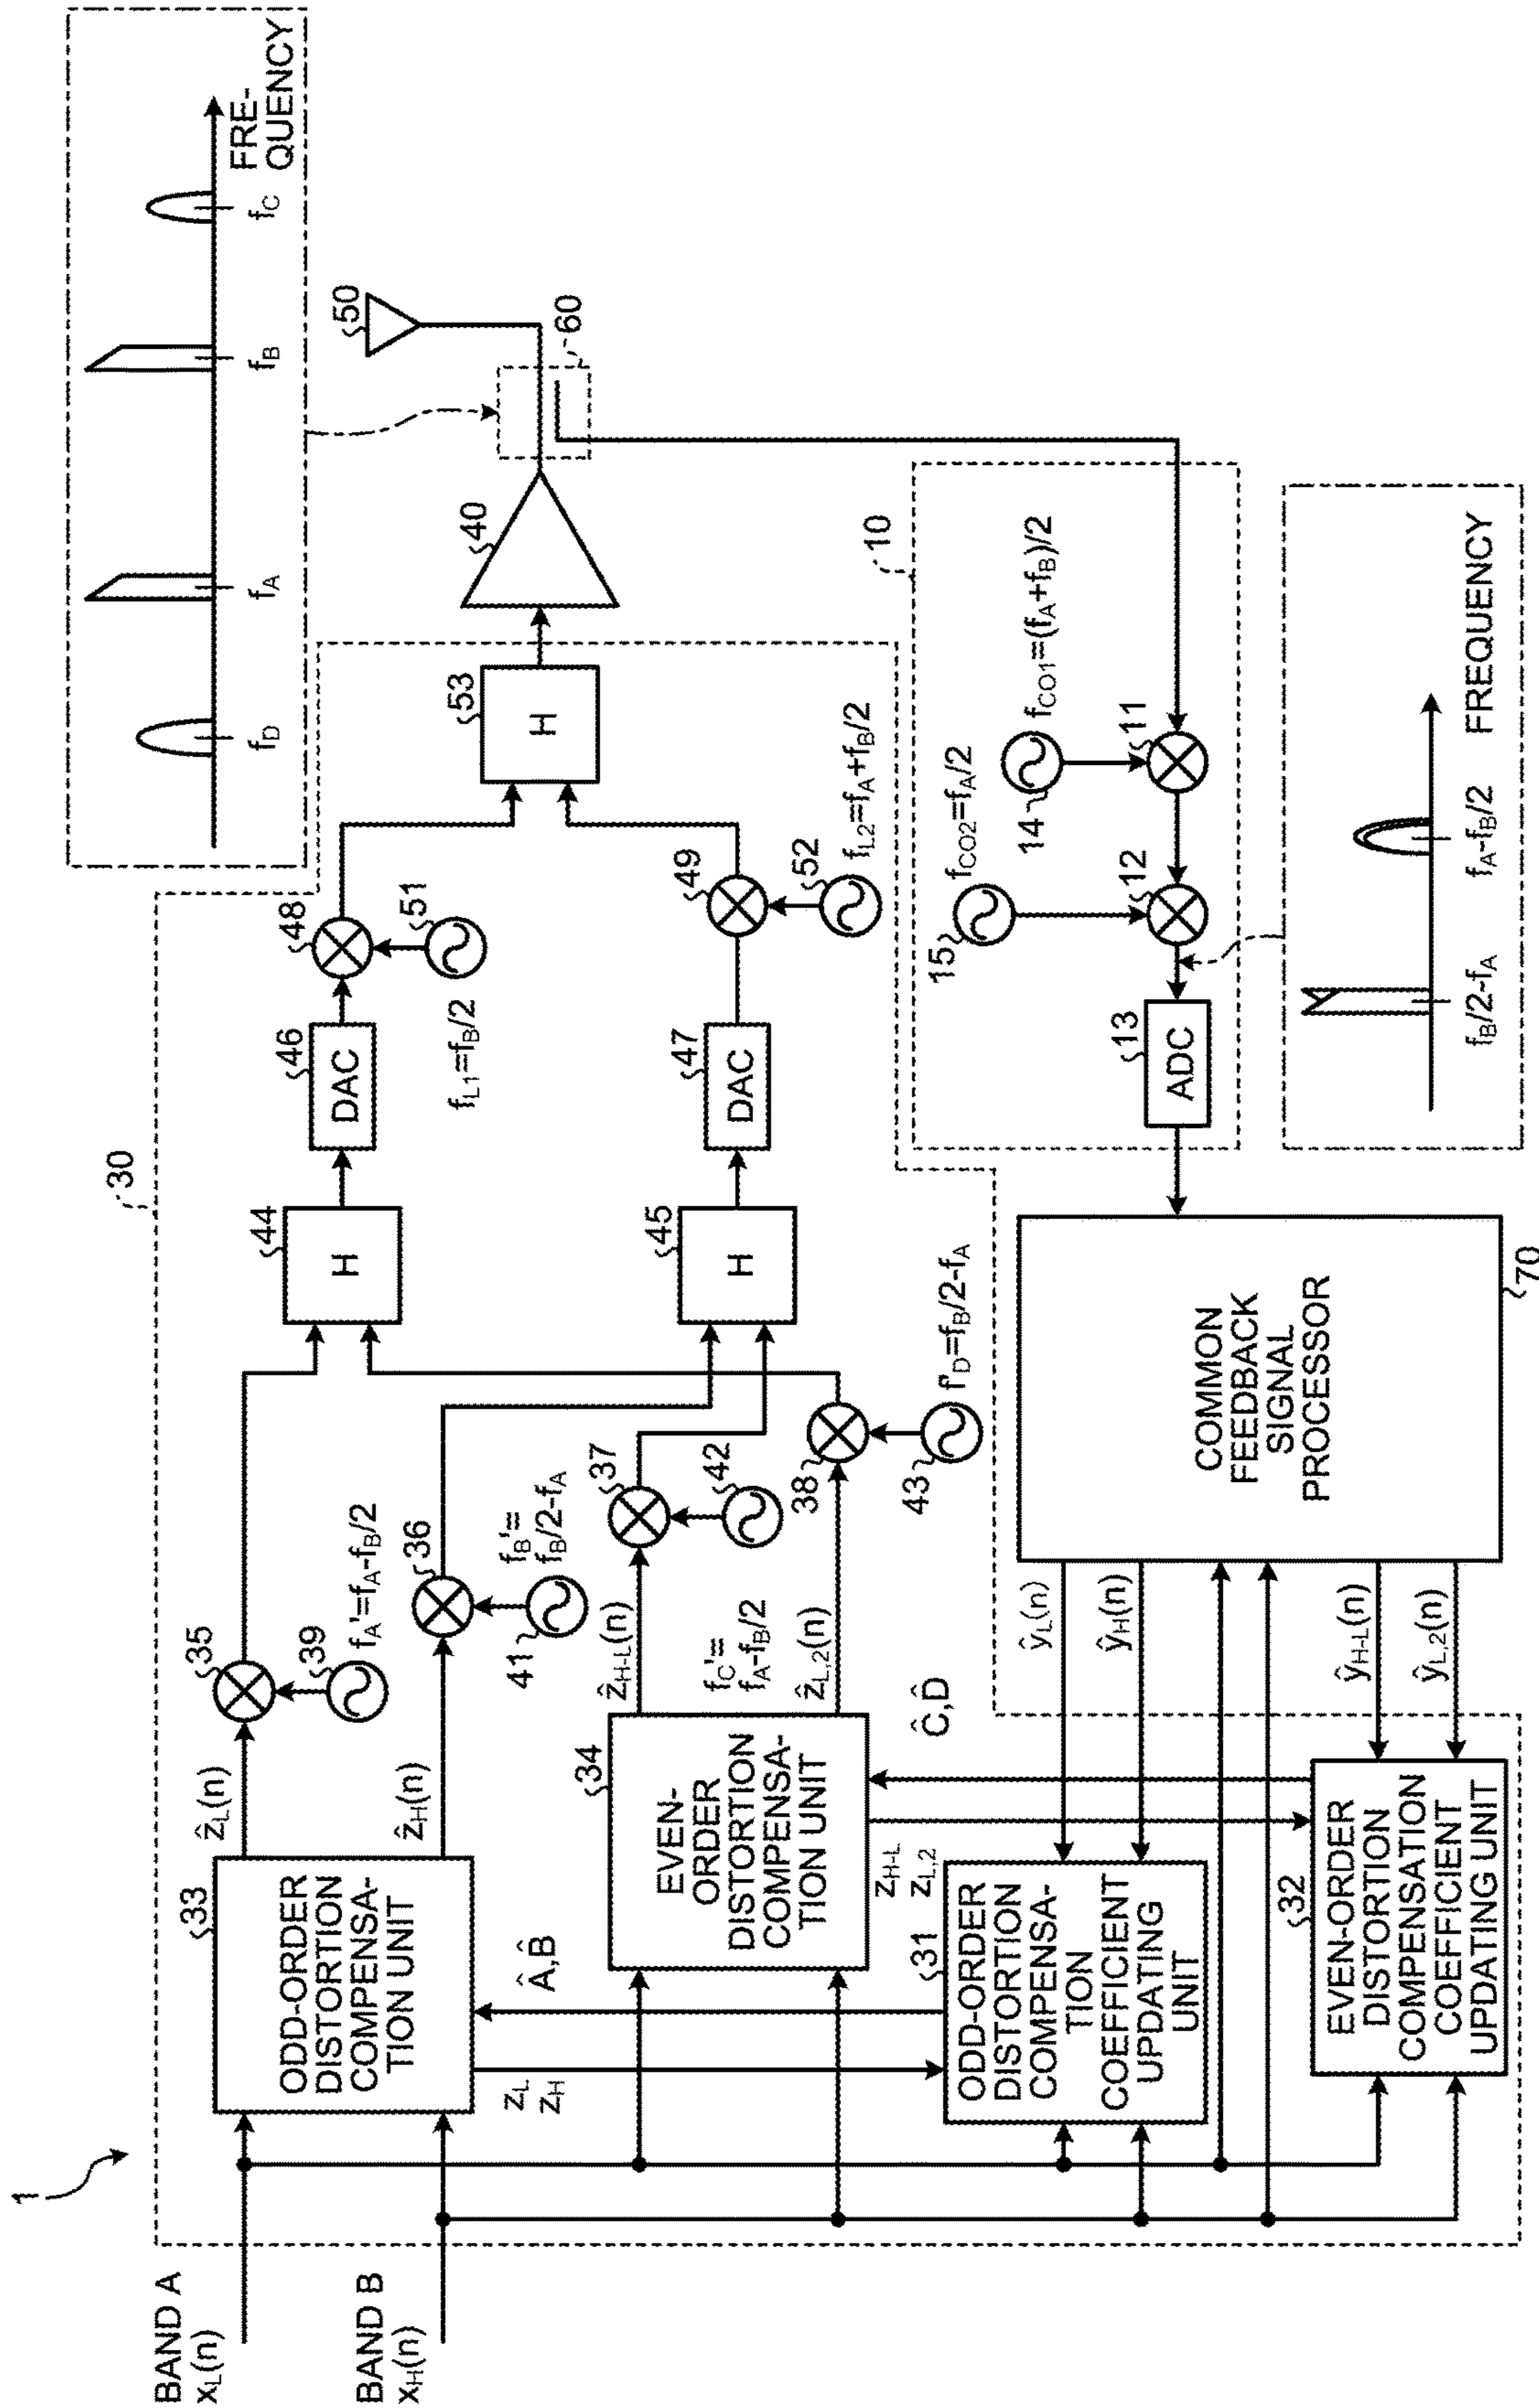 1
BAND A
x_L(n)
BAND B
x_H(n)
30
33
ODD-ORDER
DISTORTION
COMPENSA-
TION UNIT
ẑ_L(n)
ẑ_H(n)
35
39
f_A'=f_A-f_B/2
36
41
f_B'=
f_B/2-f_A
z_L
z_H
Â,B̂
34
EVEN-
ORDER
DISTORTION
COMPENSA-
TION UNIT
ẑ_H-L(n)
f_C'=
f_A-f_B/2
ẑ_L,2(n)
37
42
38
43
f'_D=f_B/2-f_A
z_H-L
z_L,2
Ĉ,D̂
31
ODD-ORDER
DISTORTION
COMPENSA-
TION
COEFFICIENT
UPDATING
UNIT
32
EVEN-ORDER
DISTORTION
COMPENSATION
COEFFICIENT
UPDATING UNIT
ŷ_L(n)
ŷ_H(n)
ŷ_H-L(n)
ŷ_L,2(n)
COMMON
FEEDBACK
SIGNAL
PROCESSOR
70
44
H
45
H
46
DAC
47
DAC
48
51
f_L1=f_B/2
49
52
f_L2=f_A+f_B/2
53
H
40
50
60
10
13
ADC
12
15
f_CO2=f_A/2
11
14
f_CO1=(f_A+f_B)/2
f_D
f_A
f_B
f_C
FRE-
QUENCY
f_B/2-f_A
f_A-f_B/2
FREQUENCY